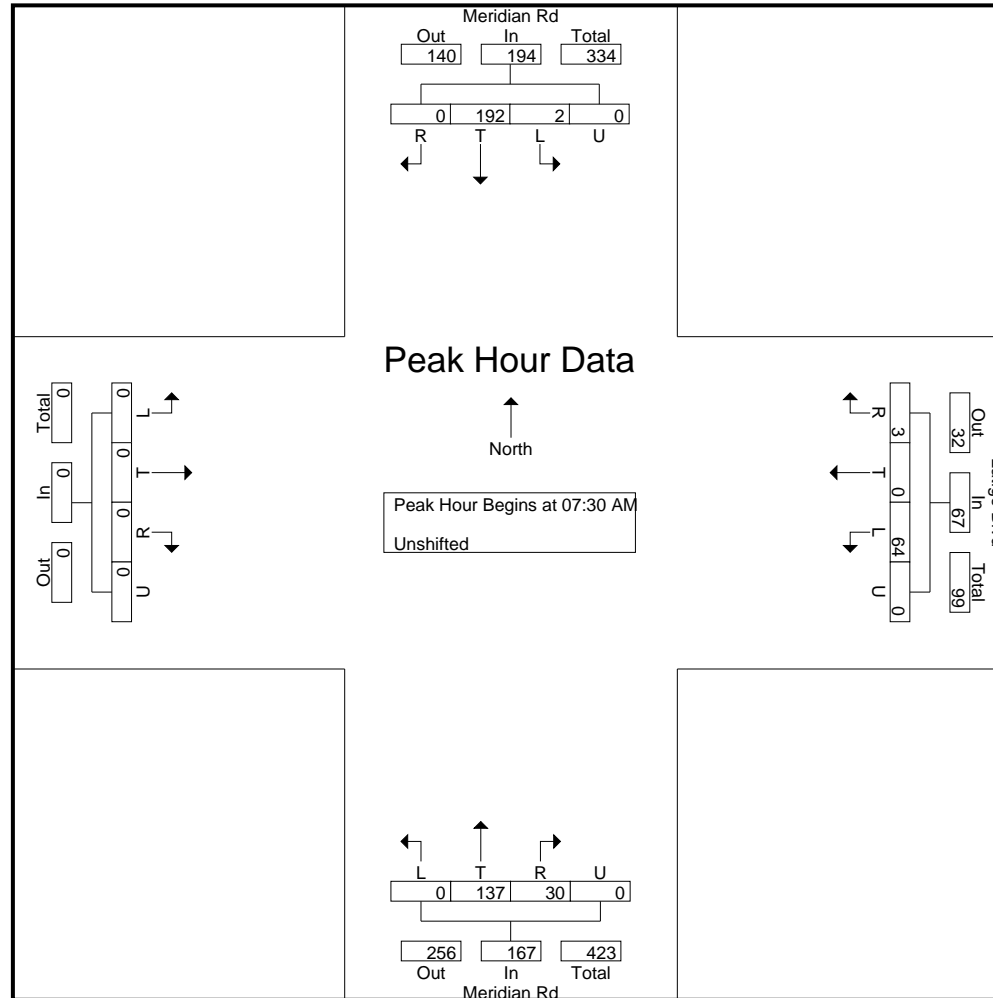 Meridian Rd
Out In Total
140 194 334
0 192 2 0
R T L U
Peak Hour Data
North
Peak Hour Begins at 07:30 AM
Unshifted
Total In Out
0 0 0
0 0 0 0
L T R U
R T L U
3 0 64 0
Out In Total
32 67 99
L T R U
0 137 30 0
256 167 423
Out In Total
Meridian Rd